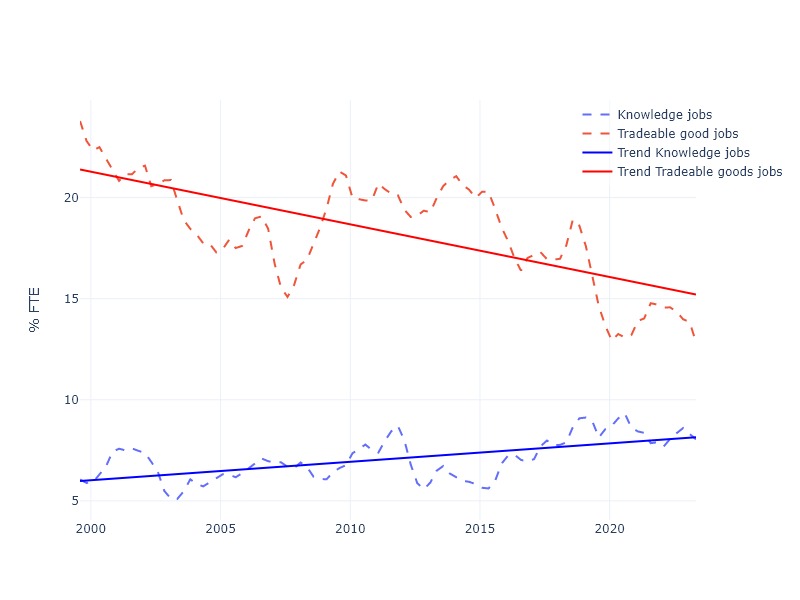 Knowledge jobs
Tradeable good jobs
Trend Knowledge jobs
Trend Tradeable goods jobs
20
15
% FTE
10
5
2000 2005 2010 2015 2020